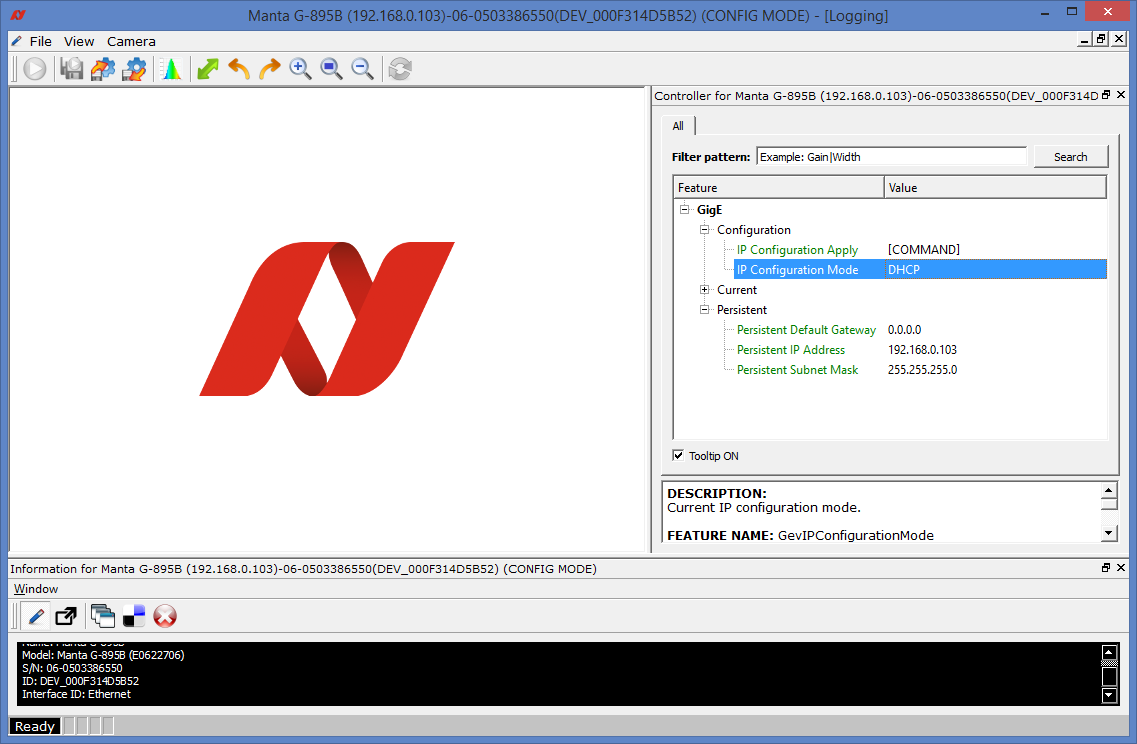 Manta G-895B (192.168.0.103)-06-0503386550(DEV_000F314D5B52) (CONFIG MODE) - [Logging]
File View Camera
Controller for Manta G-895B (192.168.0.103)-06-0503386550(DEV_000F314D
All
Filter pattern: Example: Gain|Width Search
Feature Value
GigE
Configuration
IP Configuration Apply [COMMAND]
IP Configuration Mode DHCP
Current
Persistent
Persistent Default Gateway 0.0.0.0
Persistent IP Address 192.168.0.103
Persistent Subnet Mask 255.255.255.0
Tooltip ON
DESCRIPTION:
Current IP configuration mode.
FEATURE NAME: GevIPConfigurationMode
Information for Manta G-895B (192.168.0.103)-06-0503386550(DEV_000F314D5B52) (CONFIG MODE)
Window
Name: Manta G-895B
Model: Manta G-895B (E0622706)
S/N: 06-0503386550
ID: DEV_000F314D5B52
Interface ID: Ethernet
Ready